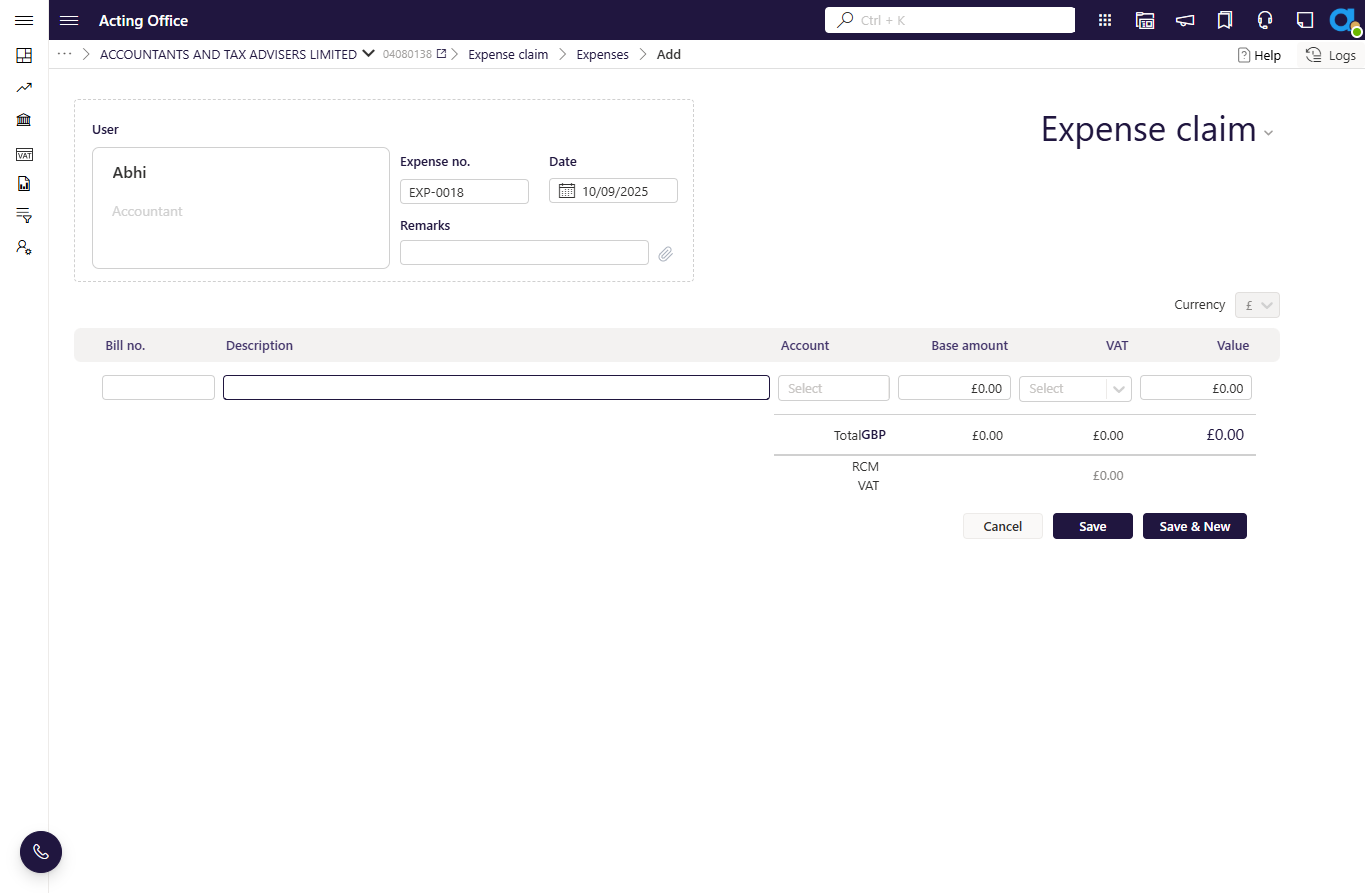 Acting Office
Ctrl + K
··· ACCOUNTANTS AND TAX ADVISERS LIMITED 04080138 Expense claim Expenses Add
Help Logs
VAT
User
Abhi
Accountant
Expense no. Date
EXP-0018 10/09/2025
Remarks
Expense claim
Currency £
Bill no. Description Account Base amount VAT Value
Select £0.00 Select £0.00
TotalGBP £0.00 £0.00 £0.00
RCM
VAT £0.00
Cancel Save Save & New